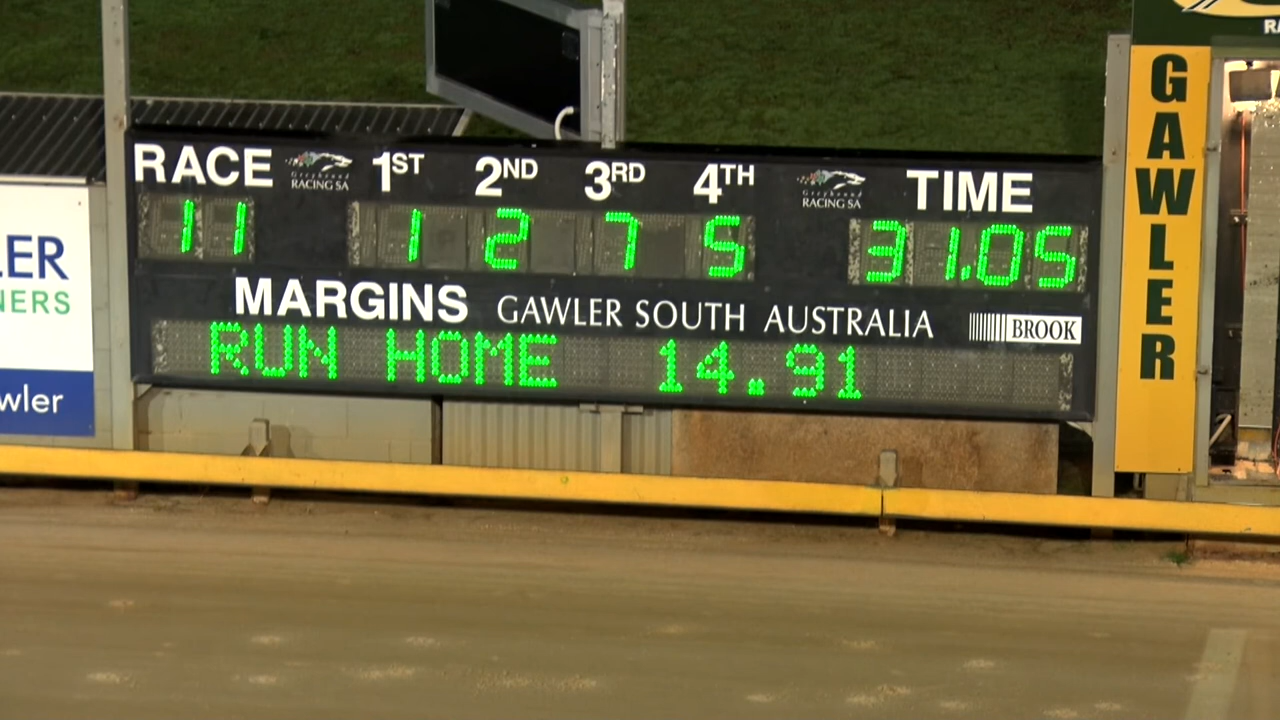 RACE Greyhound RACING SA 1ST 2ND 3RD 4TH Greyhound RACING SA TIME
11 1 2 7 5 31.05
MARGINS GAWLER SOUTH AUSTRALIA BROOK
RUN HOME 14.91
GAWLER
LER
NERS
wler
RA